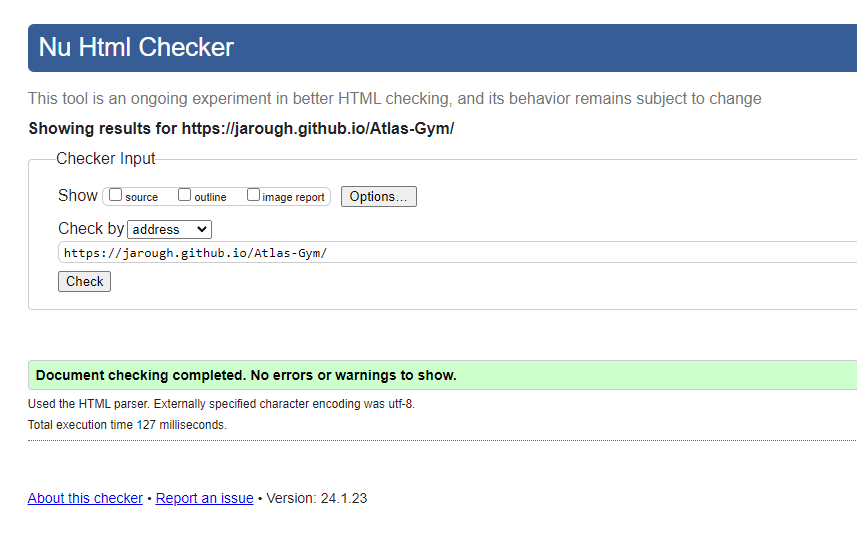 Nu Html Checker
This tool is an ongoing experiment in better HTML checking, and its behavior remains subject to change
Showing results for https://jarough.github.io/Atlas-Gym/
Checker Input
Show source outline image report Options...
Check by address
https://jarough.github.io/Atlas-Gym/
Check
Document checking completed. No errors or warnings to show.
Used the HTML parser. Externally specified character encoding was utf-8.
Total execution time 127 milliseconds.
About this checker • Report an issue • Version: 24.1.23